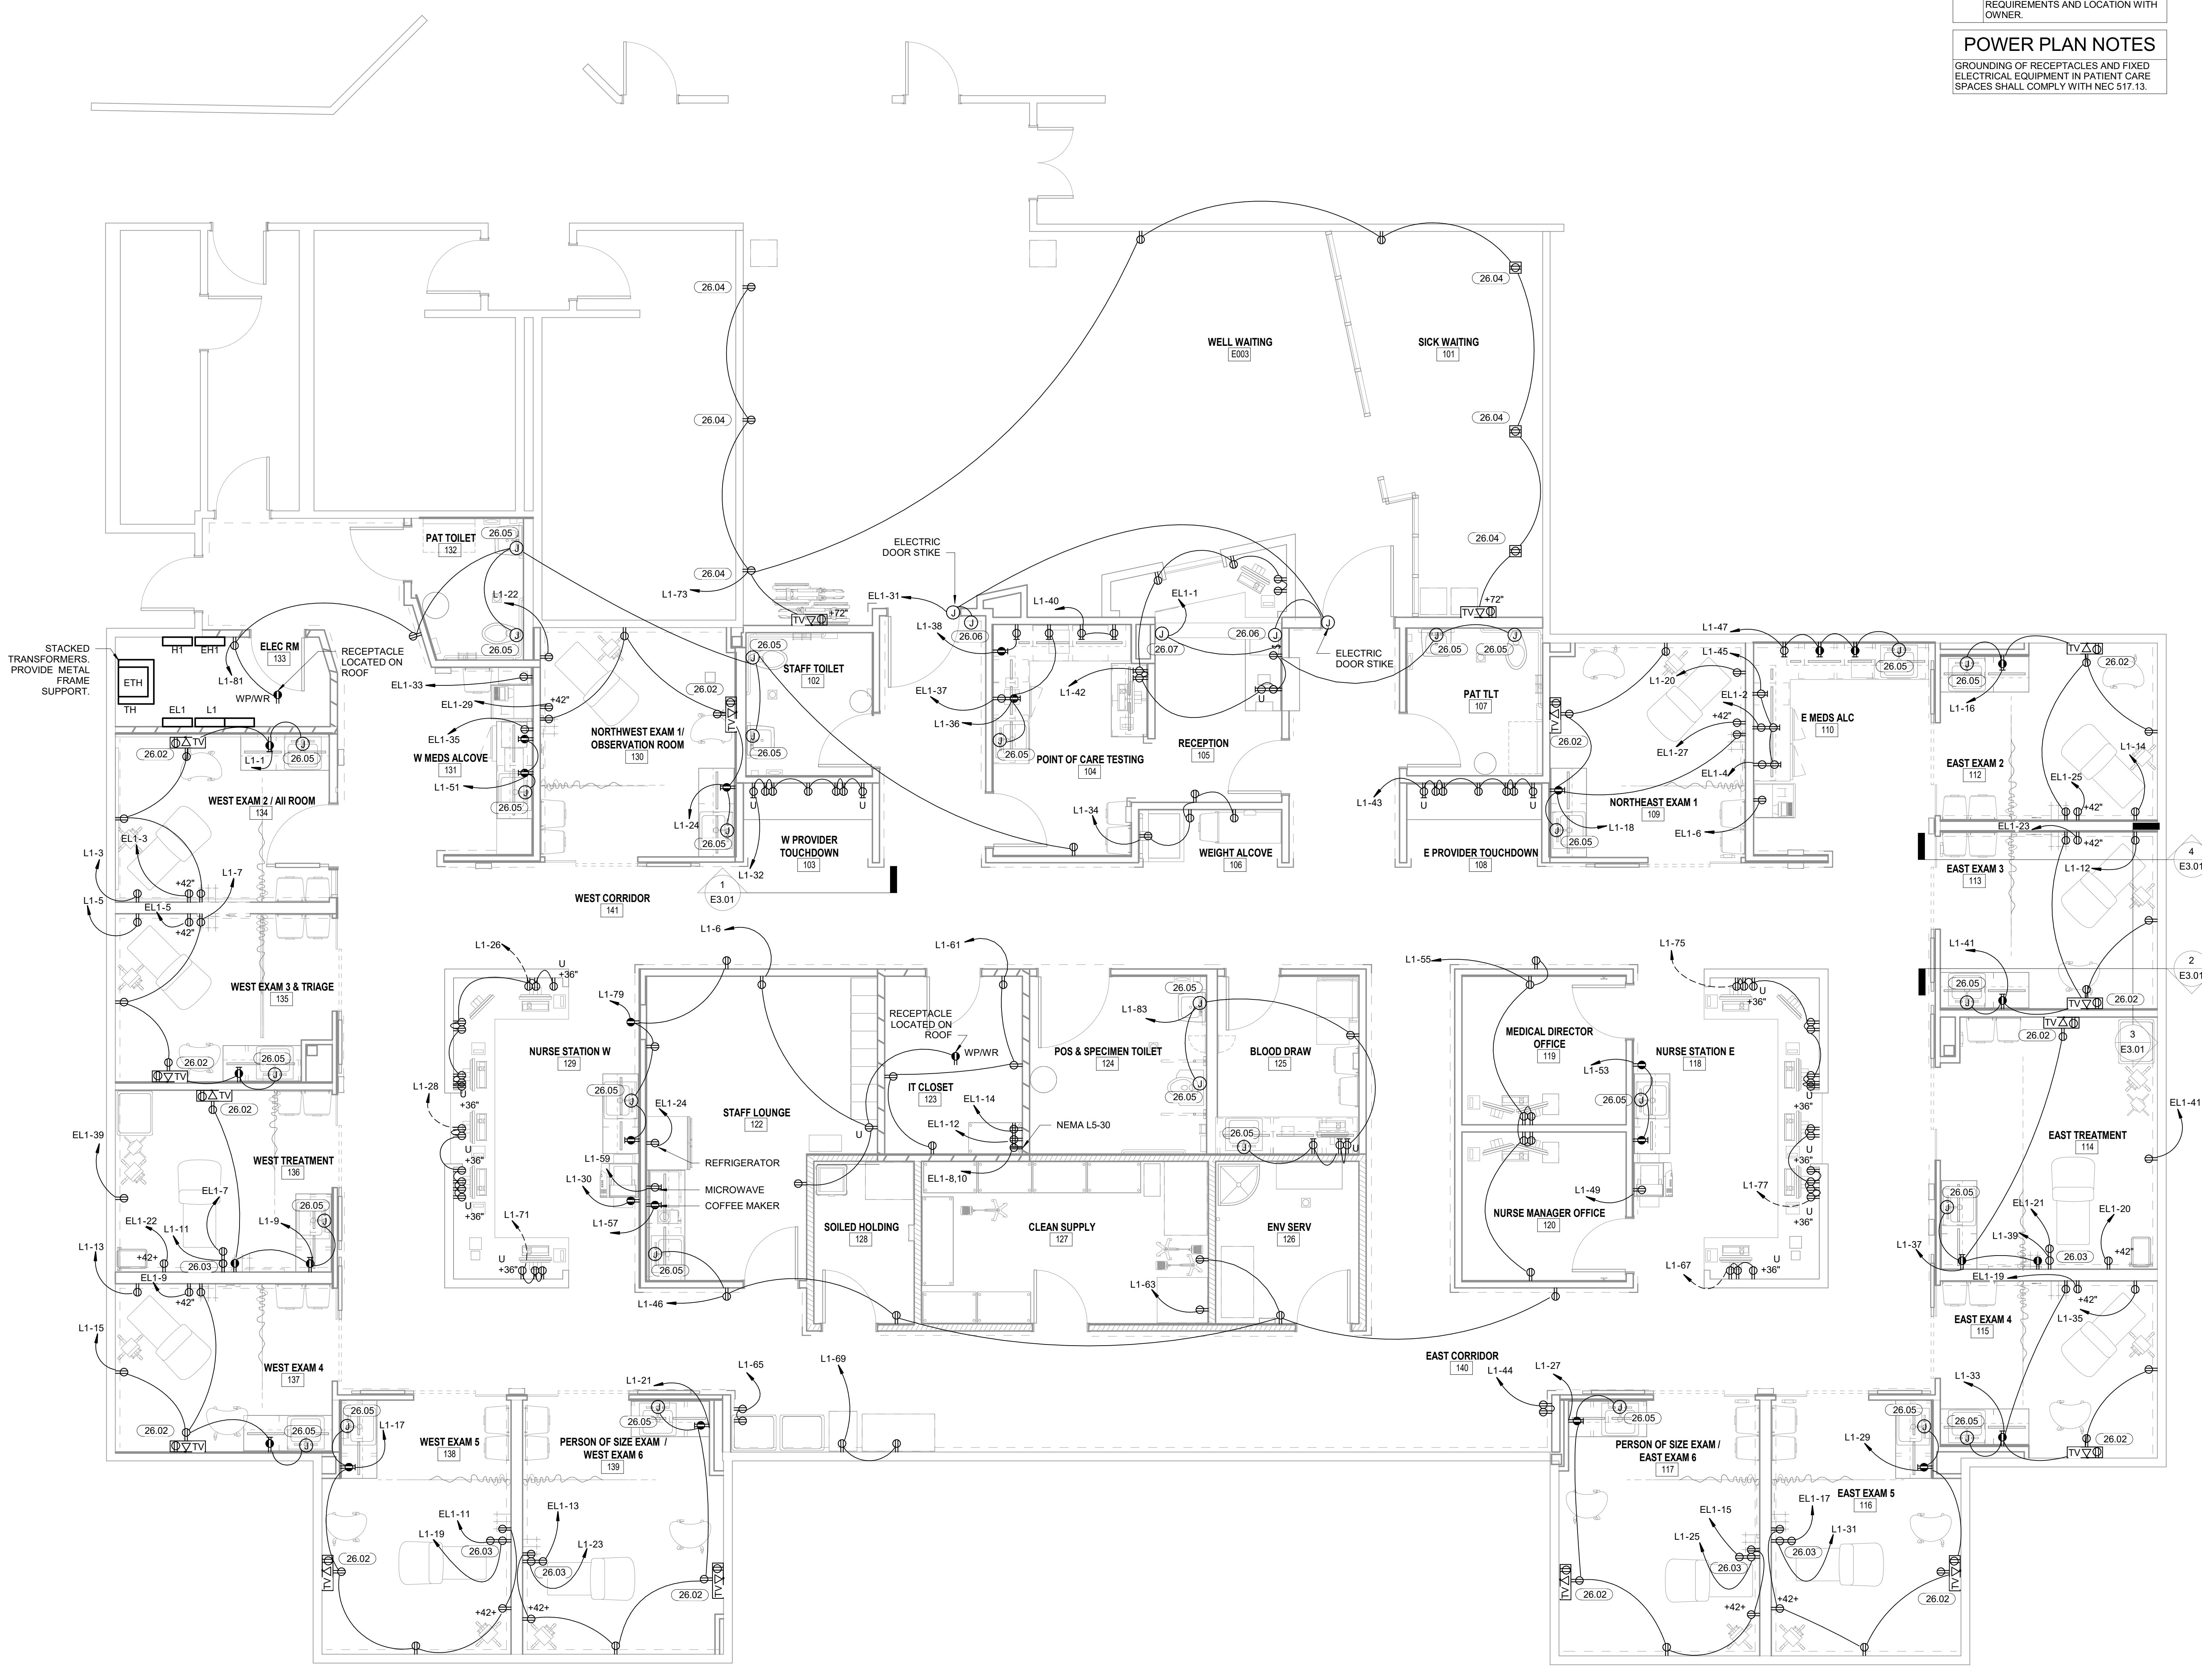 REQUIREMENTS AND LOCATION WITH
OWNER.
POWER PLAN NOTES
GROUNDING OF RECEPTACLES AND FIXED
ELECTRICAL EQUIPMENT IN PATIENT CARE
SPACES SHALL COMPLY WITH NEC 517.13.
26.04
26.04
26.04
L1-73
WELL WAITING
E003
SICK WAITING
101
26.04
26.04
26.04
+72"
TV
+72"
TV
PAT TOILET
132
26.05
L1-22
26.05
ELECTRIC
DOOR STIKE
EL1-31
L1-38
26.06
L1-40
EL1-1
26.07
26.06
S
U
ELECTRIC
DOOR STIKE
STACKED
TRANSFORMERS.
PROVIDE METAL
FRAME
SUPPORT.
ETH
TH
H1
EH1
ELEC RM
133
L1-81
WP/WR
RECEPTACLE
LOCATED ON
ROOF
EL1
L1
EL1-33
EL1-29
+42"
EL1-35
W MEDS ALCOVE
131
L1-51
26.05
NORTHWEST EXAM 1/
OBSERVATION ROOM
130
26.02
TV
L1-24
26.05
STAFF TOILET
102
26.05
26.05
U
U
W PROVIDER
TOUCHDOWN
103
L1-32
EL1-37
L1-36
26.05
L1-42
POINT OF CARE TESTING
104
RECEPTION
105
L1-34
WEIGHT ALCOVE
106
26.05
26.05
PAT TLT
107
L1-43
U
U
E PROVIDER TOUCHDOWN
108
TV
26.02
L1-20
+42"
EL1-27
NORTHEAST EXAM 1
109
L1-18
26.05
L1-47
L1-45
EL1-2
EL1-4
EL1-6
E MEDS ALC
110
26.05
26.05
L1-16
TV
26.02
EAST EXAM 2
112
L1-14
EL1-25
+42"
EL1-23
+42"
L1-12
EAST EXAM 3
113
L1-41
26.05
TV
26.02
4
E3.01
2
E3.01
3
E3.01
26.02
TV
L1-1
26.05
WEST EXAM 2 / AII ROOM
134
EL1-3
L1-3
+42"
L1-7
L1-5
EL1-5
+42"
WEST EXAM 3 & TRIAGE
135
26.02
TV
26.05
WEST CORRIDOR
141
1
E3.01
L1-6
L1-26
U
+36"
L1-79
NURSE STATION W
129
L1-28
U
+36"
U
+36"
U
+36"
26.05
L1-71
U
+36"
EL1-24
STAFF LOUNGE
122
REFRIGERATOR
MICROWAVE
COFFEE MAKER
L1-59
L1-30
L1-57
26.05
L1-46
U
L1-61
RECEPTACLE
LOCATED ON
ROOF
WP/WR
IT CLOSET
123
EL1-14
EL1-12
NEMA L5-30
EL1-8,10
POS & SPECIMEN TOILET
124
L1-83
26.05
26.05
BLOOD DRAW
125
26.05
U
SOILED HOLDING
128
CLEAN SUPPLY
127
L1-63
ENV SERV
126
L1-55
MEDICAL DIRECTOR
OFFICE
119
NURSE MANAGER OFFICE
120
L1-53
NURSE STATION E
118
26.05
L1-49
L1-75
U
+36"
U
+36"
U
+36"
L1-77
U
+36"
L1-67
U
+36"
TV
26.02
WEST TREATMENT
136
EL1-39
EL1-7
EL1-22
L1-11
L1-9
26.05
L1-13
+42+
26.03
EL1-9
+42"
L1-15
WEST EXAM 4
137
26.02
TV
26.05
26.02
TV
EAST TREATMENT
114
EL1-41
26.05
EL1-21
L1-39
EL1-20
L1-37
26.03
+42"
EL1-19
+42"
L1-35
EAST EXAM 4
115
L1-33
26.05
TV
26.02
EAST CORRIDOR
140
L1-65
L1-69
L1-44
L1-27
26.05
L1-17
WEST EXAM 5
138
EL1-11
L1-19
26.03
26.02
TV
+42+
L1-21
26.05
PERSON OF SIZE EXAM /
WEST EXAM 6
139
EL1-13
L1-23
26.03
+42+
26.02
TV
26.05
PERSON OF SIZE EXAM /
EAST EXAM 6
117
EL1-15
L1-25
26.03
TV
26.02
+42+
26.05
L1-29
EAST EXAM 5
116
EL1-17
L1-31
26.03
+42+
26.02
TV